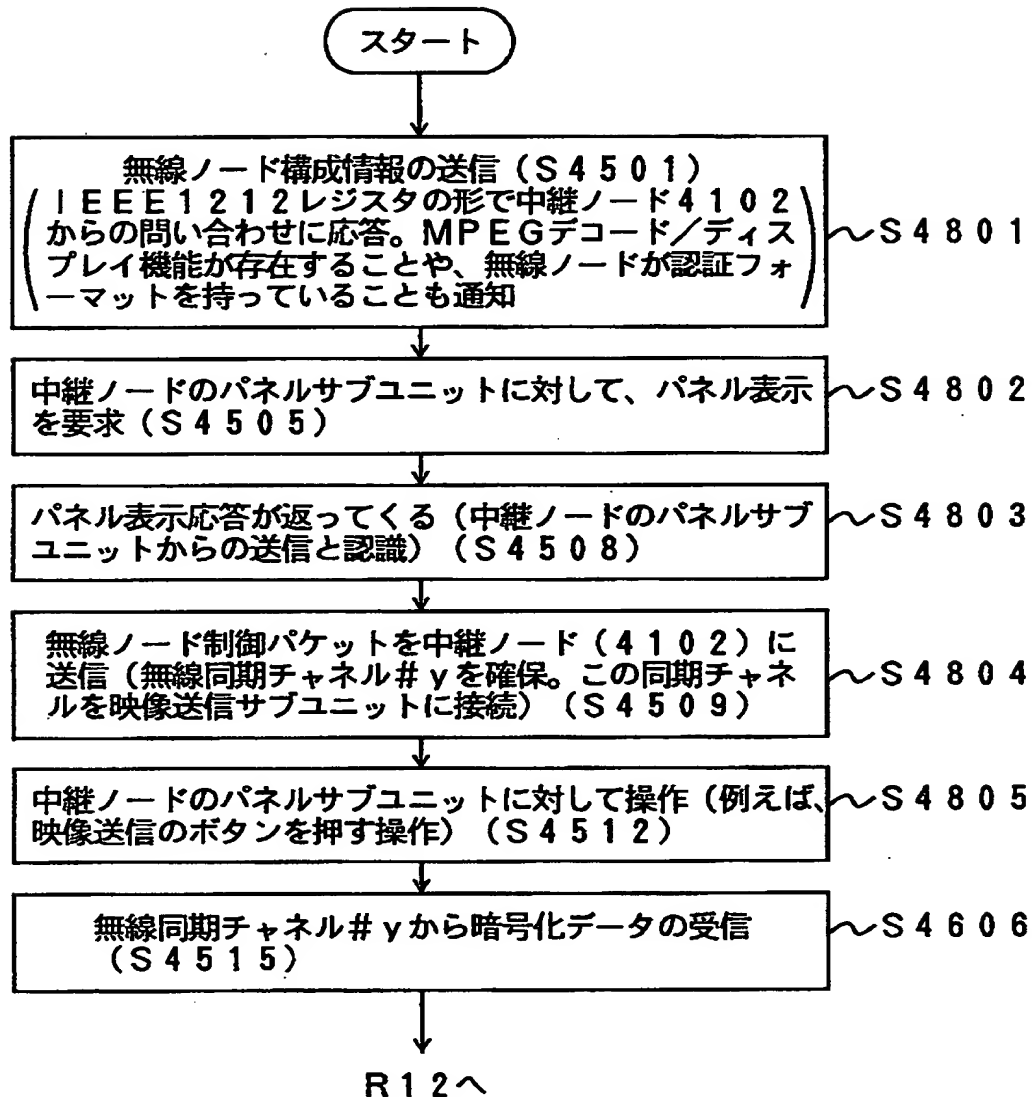 スタート
無線ノード構成情報の送信（S4501）
（IEEE1212レジスタの形で中継ノード4102
からの問い合わせに応答。MPEGデコード／ディス
プレイ機能が存在することや、無線ノードが認証フォ
ーマットを持っていることも通知）
～S4801
中継ノードのパネルサブユニットに対して、パネル表示
を要求（S4505）
～S4802
パネル表示応答が返ってくる（中継ノードのパネルサブ
ユニットからの送信と認識）（S4508）
～S4803
無線ノード制御パケットを中継ノード（4102）に
送信（無線同期チャネル＃yを確保。この同期チャネ
ルを映像送信サブユニットに接続）（S4509）
～S4804
中継ノードのパネルサブユニットに対して操作（例えば、
映像送信のボタンを押す操作）（S4512）
～S4805
無線同期チャネル＃yから暗号化データの受信
（S4515）
～S4606
R12へ